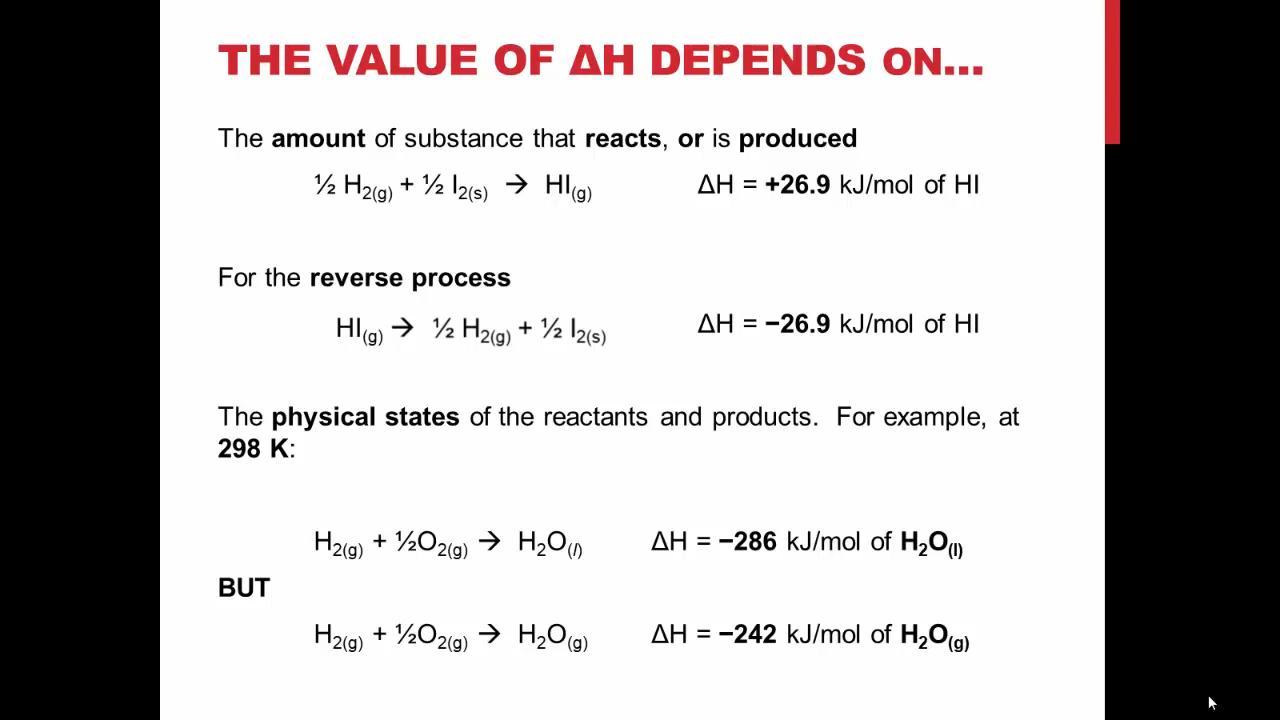 THE VALUE OF ΔH DEPENDS ON...
The amount of substance that reacts, or is produced
½ H2(g) + ½ I2(s) → HI(g) ΔH = +26.9 kJ/mol of HI
For the reverse process
HI(g) → ½ H2(g) + ½ I2(s) ΔH = −26.9 kJ/mol of HI
The physical states of the reactants and products. For example, at
298 K:
H2(g) + ½O2(g) → H2O(l) ΔH = −286 kJ/mol of H2O(l)
BUT
H2(g) + ½O2(g) → H2O(g) ΔH = −242 kJ/mol of H2O(g)